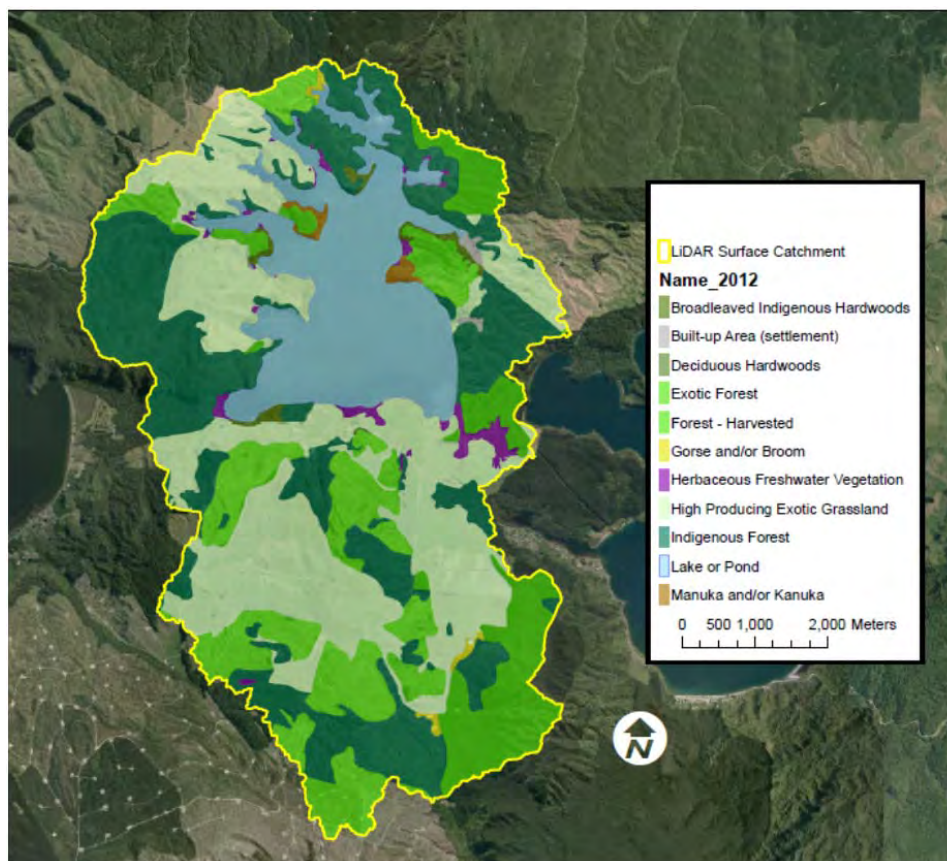 LiDAR Surface Catchment
Name_2012
Broadleaved Indigenous Hardwoods
Built-up Area (settlement)
Deciduous Hardwoods
Exotic Forest
Forest - Harvested
Gorse and/or Broom
Herbaceous Freshwater Vegetation
High Producing Exotic Grassland
Indigenous Forest
Lake or Pond
Manuka and/or Kanuka
0 500 1,000 2,000 Meters
N